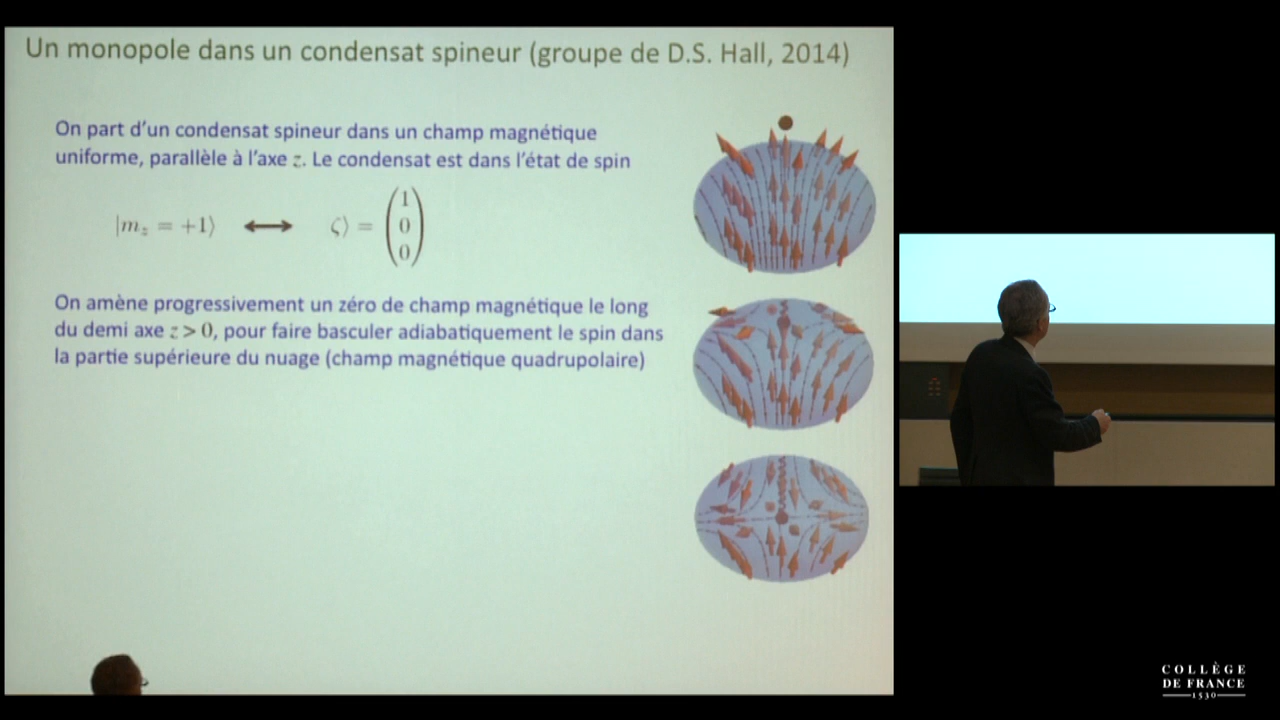 Un monopole dans un condensat spineur (groupe de D.S. Hall, 2014)
On part d'un condensat spineur dans un champ magnétique
uniforme, parallèle à l'axe z. Le condensat est dans l'état de spin
|m_z = +1⟩ ⟷ ζ⟩ = (1 0 0)
On amène progressivement un zéro de champ magnétique le long
du demi axe z > 0, pour faire basculer adiabatiquement le spin dans
la partie supérieure du nuage (champ magnétique quadrupolaire)
COLLÈGE
DE FRANCE
1530